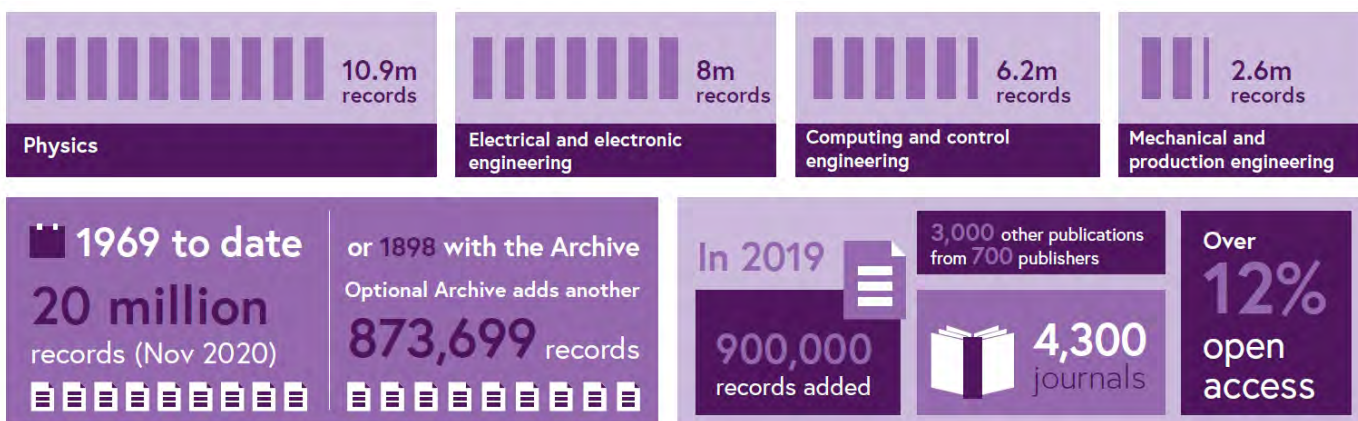 10.9m
records
Physics
8m
records
Electrical and electronic
engineering
6.2m
records
Computing and control
engineering
2.6m
records
Mechanical and
production engineering
1969 to date
20 million
records (Nov 2020)
or 1898 with the Archive
Optional Archive adds another
873,699 records
In 2019
900,000
records added
3,000 other publications
from 700 publishers
4,300
journals
Over
12%
open
access